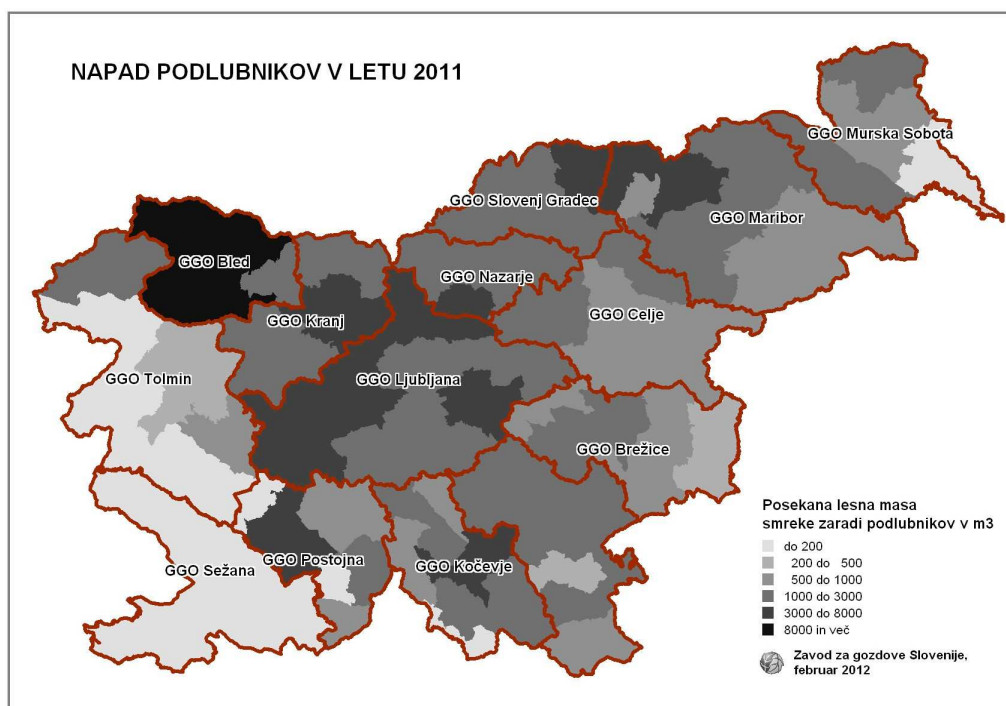 NAPAD PODLUBNIKOV V LETU 2011
GGO Murska Sobota
GGO Slovenj Gradec
GGO Maribor
GGO Bled
GGO Nazarje
GGO Kranj
GGO Celje
GGO Tolmin
GGO Ljubljana
GGO Brežice
GGO Postojna
GGO Kočevje
GGO Sežana
Posekana lesna masa
smreke zaradi podlubnikov v m3
do 200
200 do 500
500 do 1000
1000 do 3000
3000 do 8000
8000 in več
Zavod za gozdove Slovenije,
februar 2012